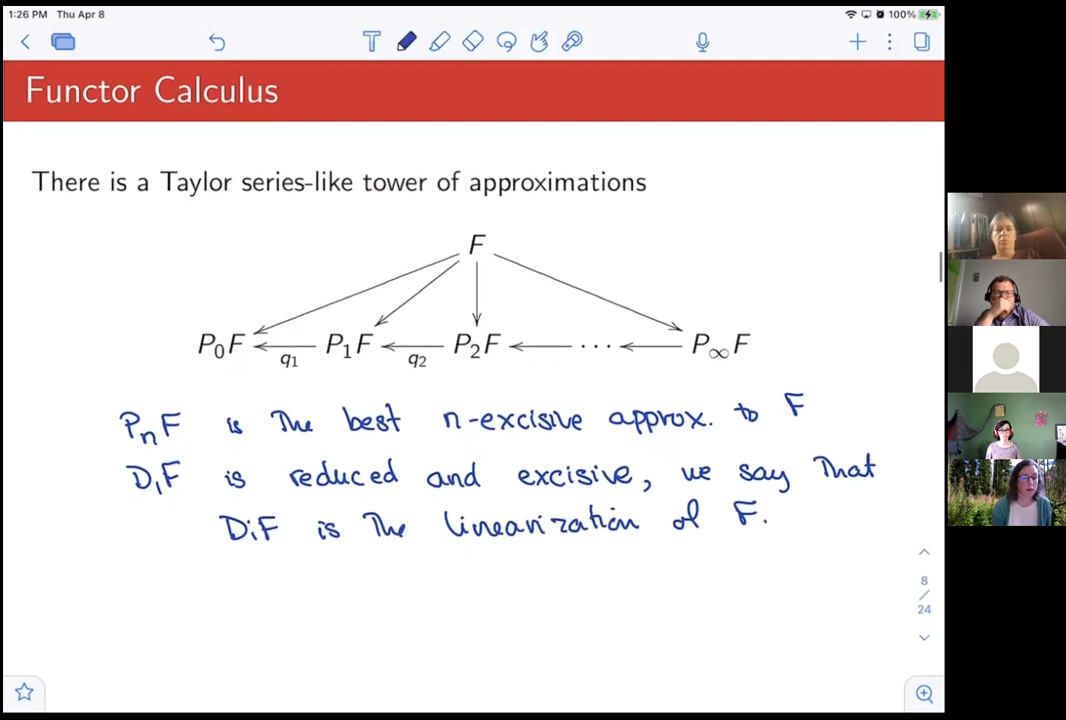 1:26 PM Thu Apr 8
100%
Functor Calculus
There is a Taylor series-like tower of approximations
F
P₀F P₁F P₂F ··· P∞F
q₁ q₂
PₙF is the best n-excisive approx. to F
D₁F is reduced and excisive, we say that
D₁F is the linearization of F.
8
/
24